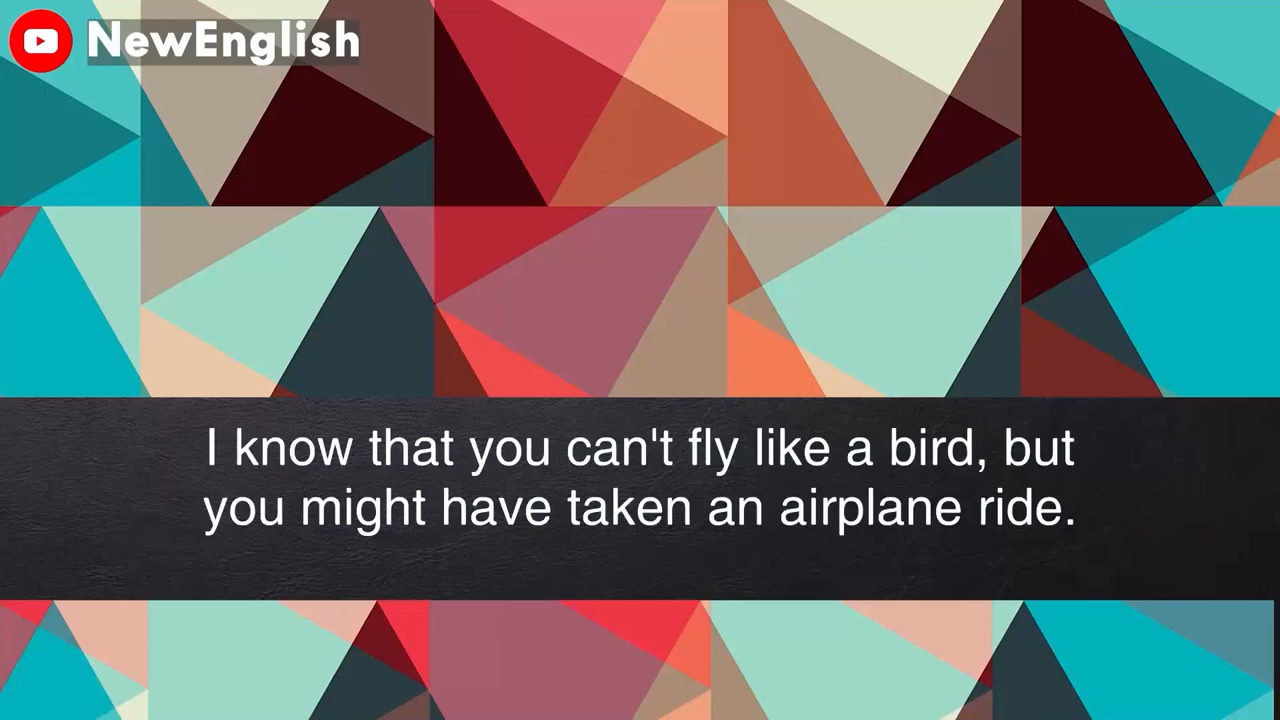 NewEnglish
I know that you can't fly like a bird, but
you might have taken an airplane ride.